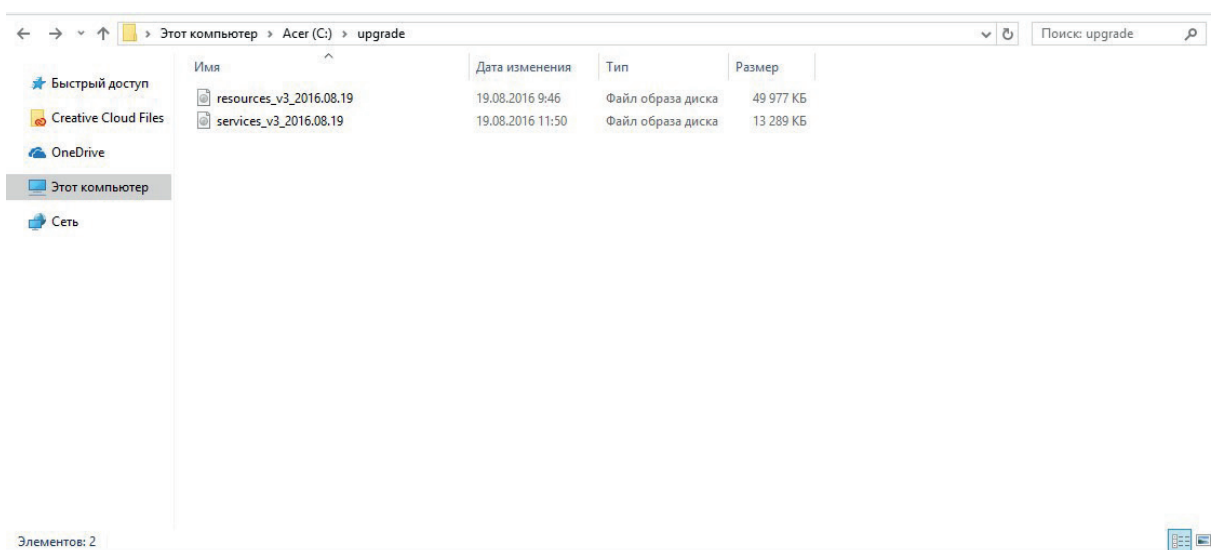 Этот компьютер > Acer (C:) > upgrade
Поиск: upgrade
Быстрый доступ
Creative Cloud Files
OneDrive
Этот компьютер
Сеть
Имя Дата изменения Тип Размер
resources_v3_2016.08.19 19.08.2016 9:46 Файл образа диска 49 977 КБ
services_v3_2016.08.19 19.08.2016 11:50 Файл образа диска 13 289 КБ
Элементов: 2